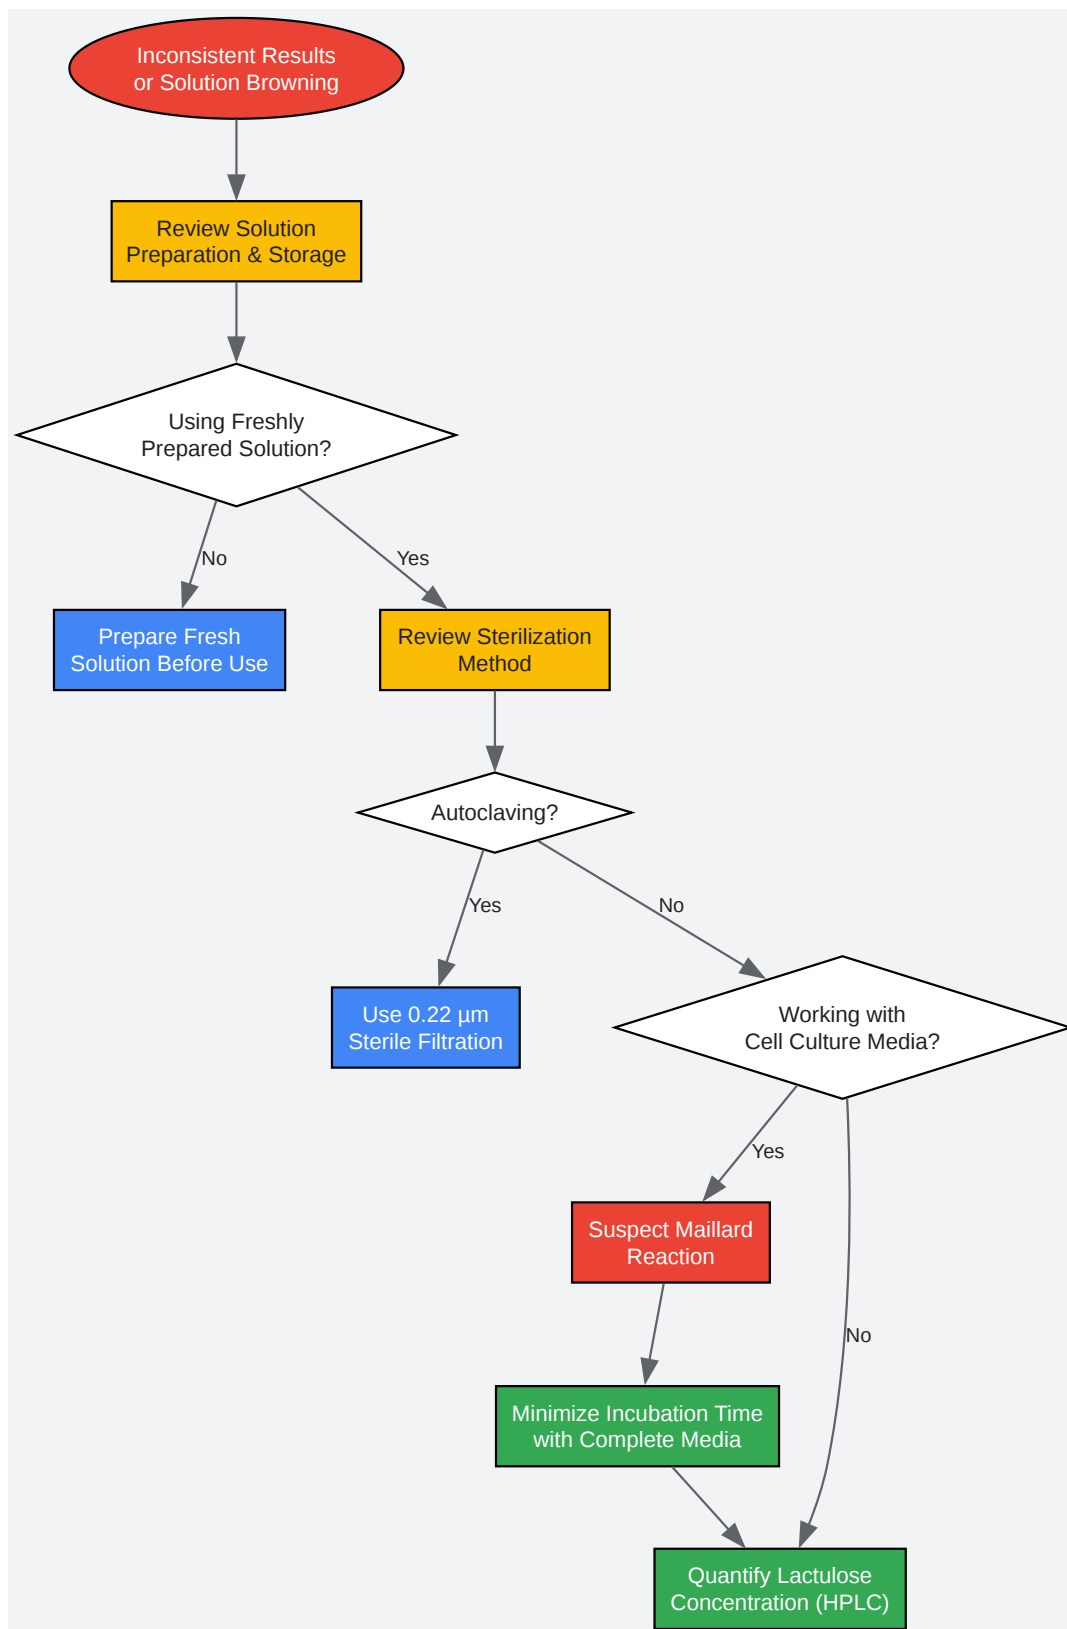 Inconsistent Results
or Solution Browning
Review Solution
Preparation & Storage
Using Freshly
Prepared Solution?
No
Yes
Prepare Fresh
Solution Before Use
Review Sterilization
Method
Autoclaving?
Yes
No
Use 0.22 µm
Sterile Filtration
Working with
Cell Culture Media?
Yes
Suspect Maillard
Reaction
No
Minimize Incubation Time
with Complete Media
Quantify Lactulose
Concentration (HPLC)